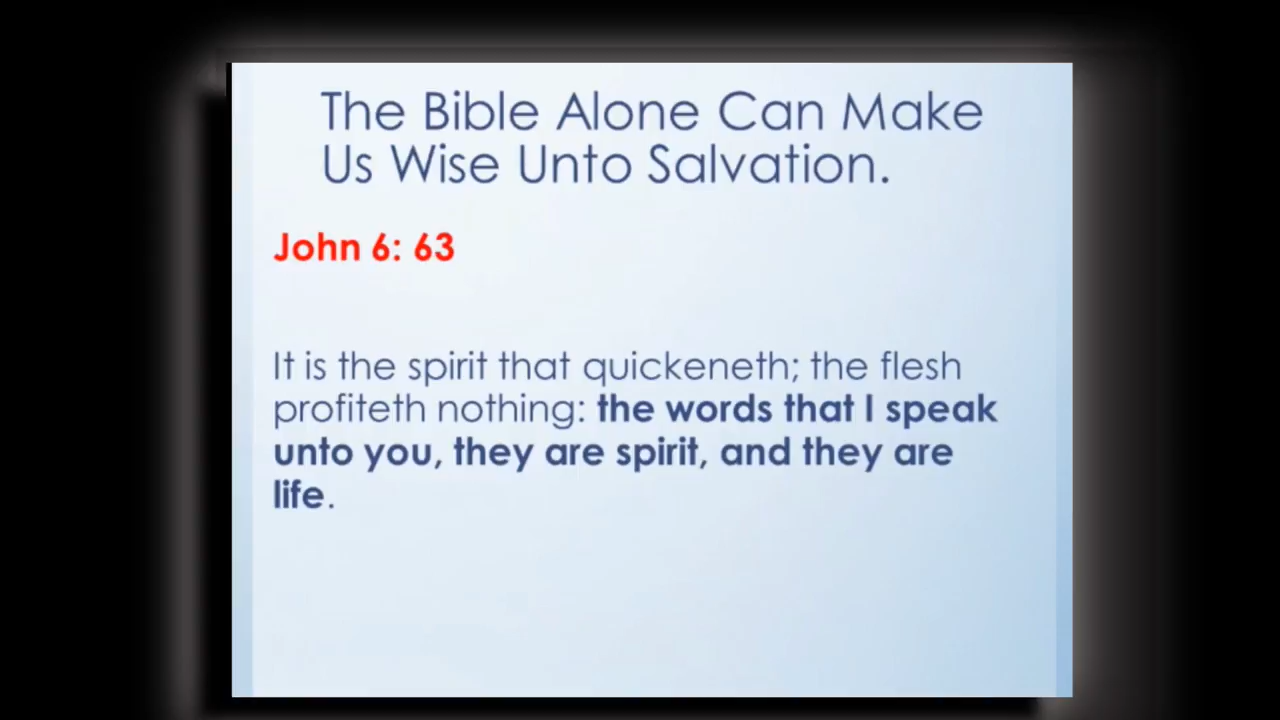 The Bible Alone Can Make
Us Wise Unto Salvation.
John 6: 63
It is the spirit that quickeneth; the flesh
profiteth nothing: the words that I speak
unto you, they are spirit, and they are
life.